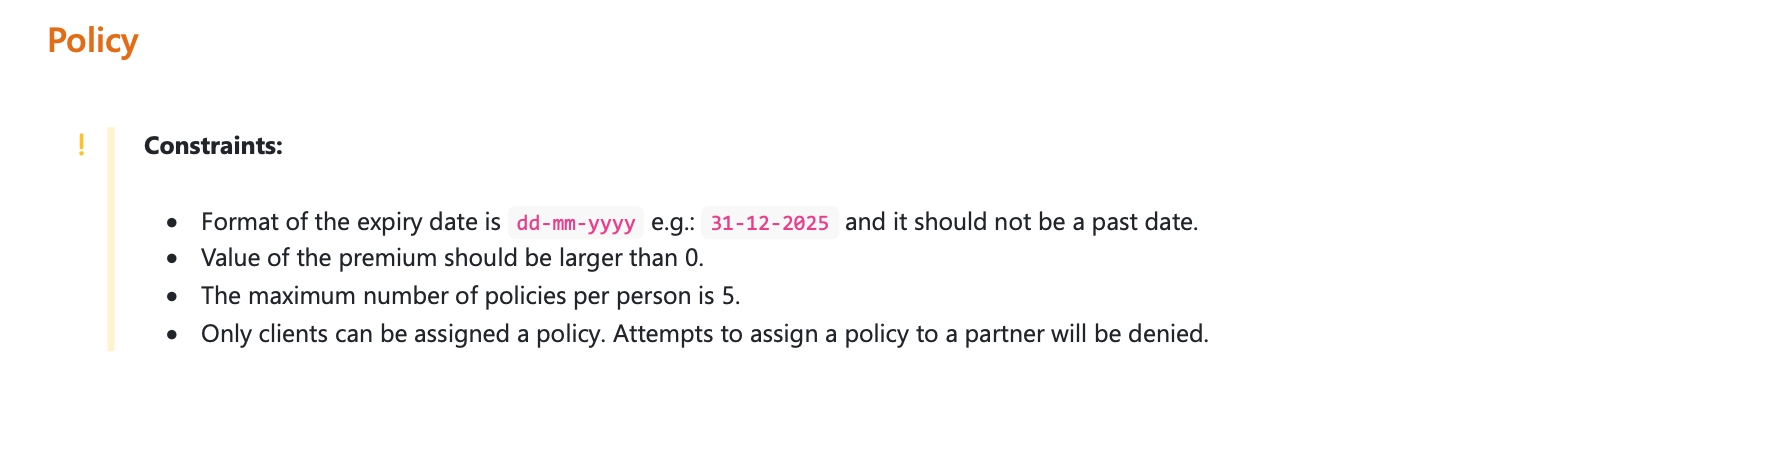 Policy
!
Constraints:
• Format of the expiry date is dd-mm-yyyy e.g.: 31-12-2025 and it should not be a past date.
• Value of the premium should be larger than 0.
• The maximum number of policies per person is 5.
• Only clients can be assigned a policy. Attempts to assign a policy to a partner will be denied.